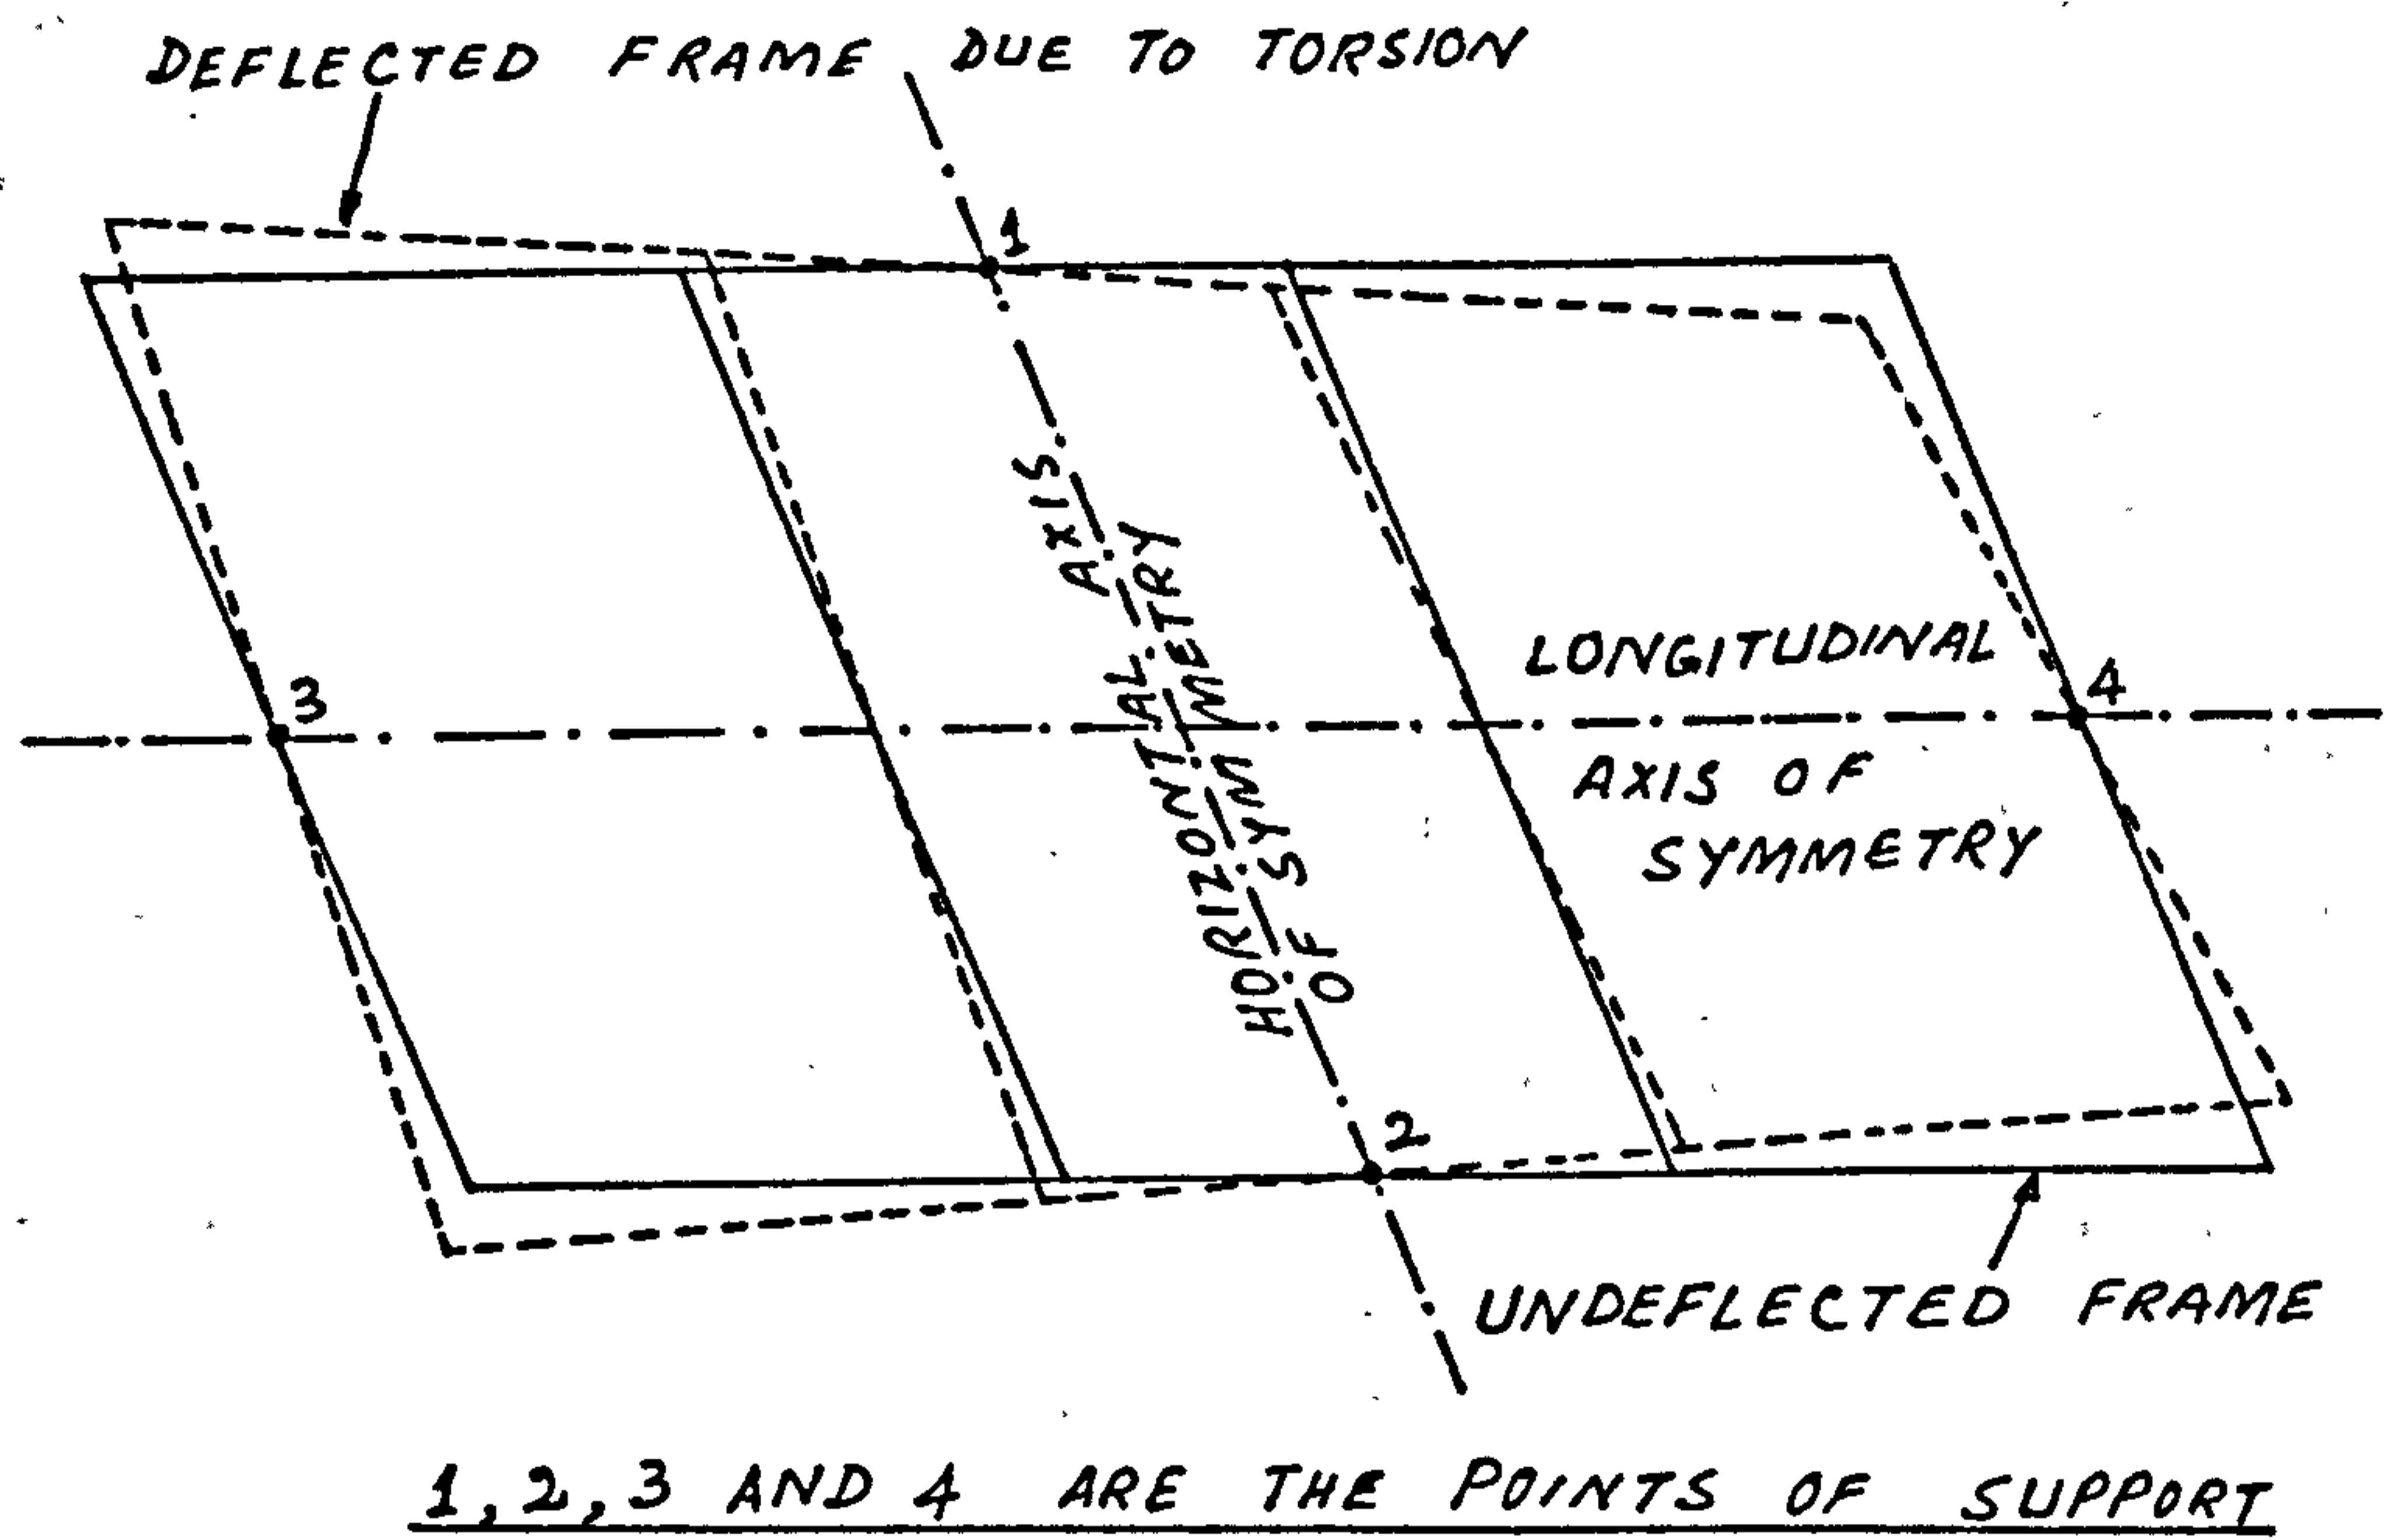 DEFLECTED FRAME DUE TO TORSION
1
HORIZONTAL AXIS
OF SYMMETRY
3
4
LONGITUDINAL
AXIS OF
SYMMETRY
2
UNDEFLECTED FRAME
1,2,3 AND 4 ARE THE POINTS OF SUPPORT